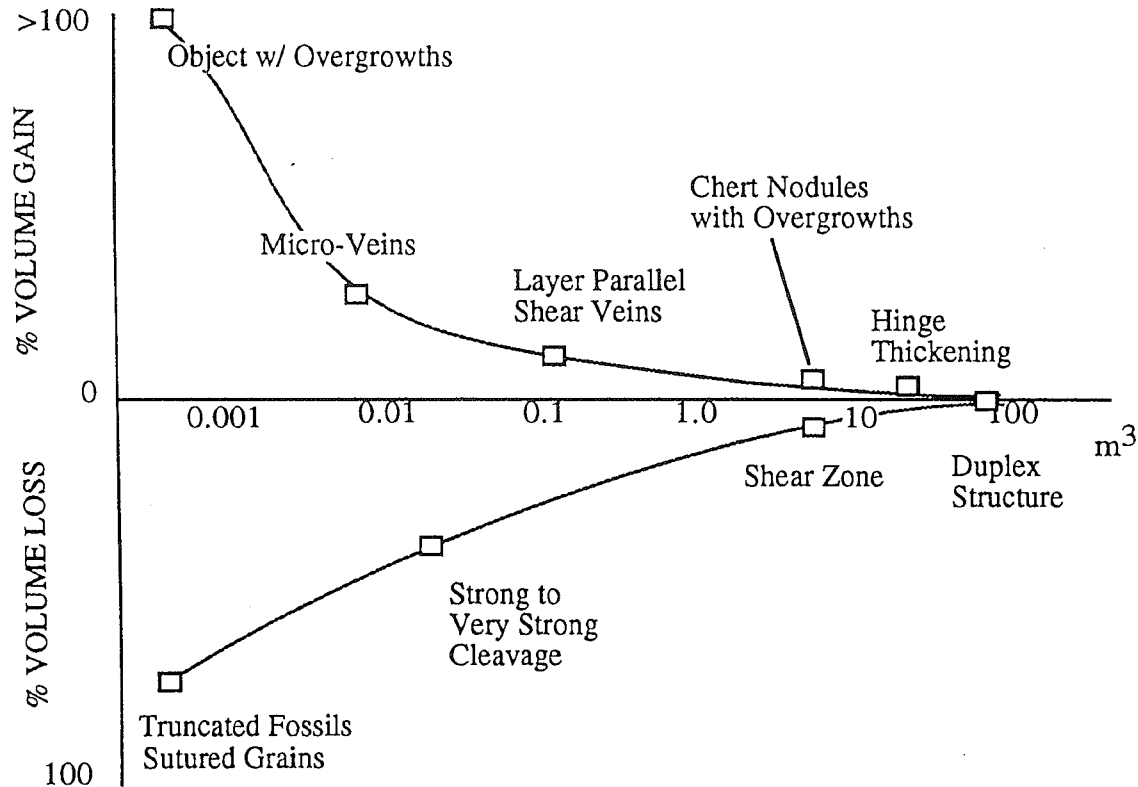 >100
Object w/ Overgrowths
% VOLUME GAIN
Chert Nodules
with Overgrowths
Micro-Veins
Layer Parallel
Shear Veins
Hinge
Thickening
0
0.001 0.01 0.1 1.0 10 100
m³
Shear Zone
Duplex
Structure
% VOLUME LOSS
Strong to
Very Strong
Cleavage
Truncated Fossils
Sutured Grains
100